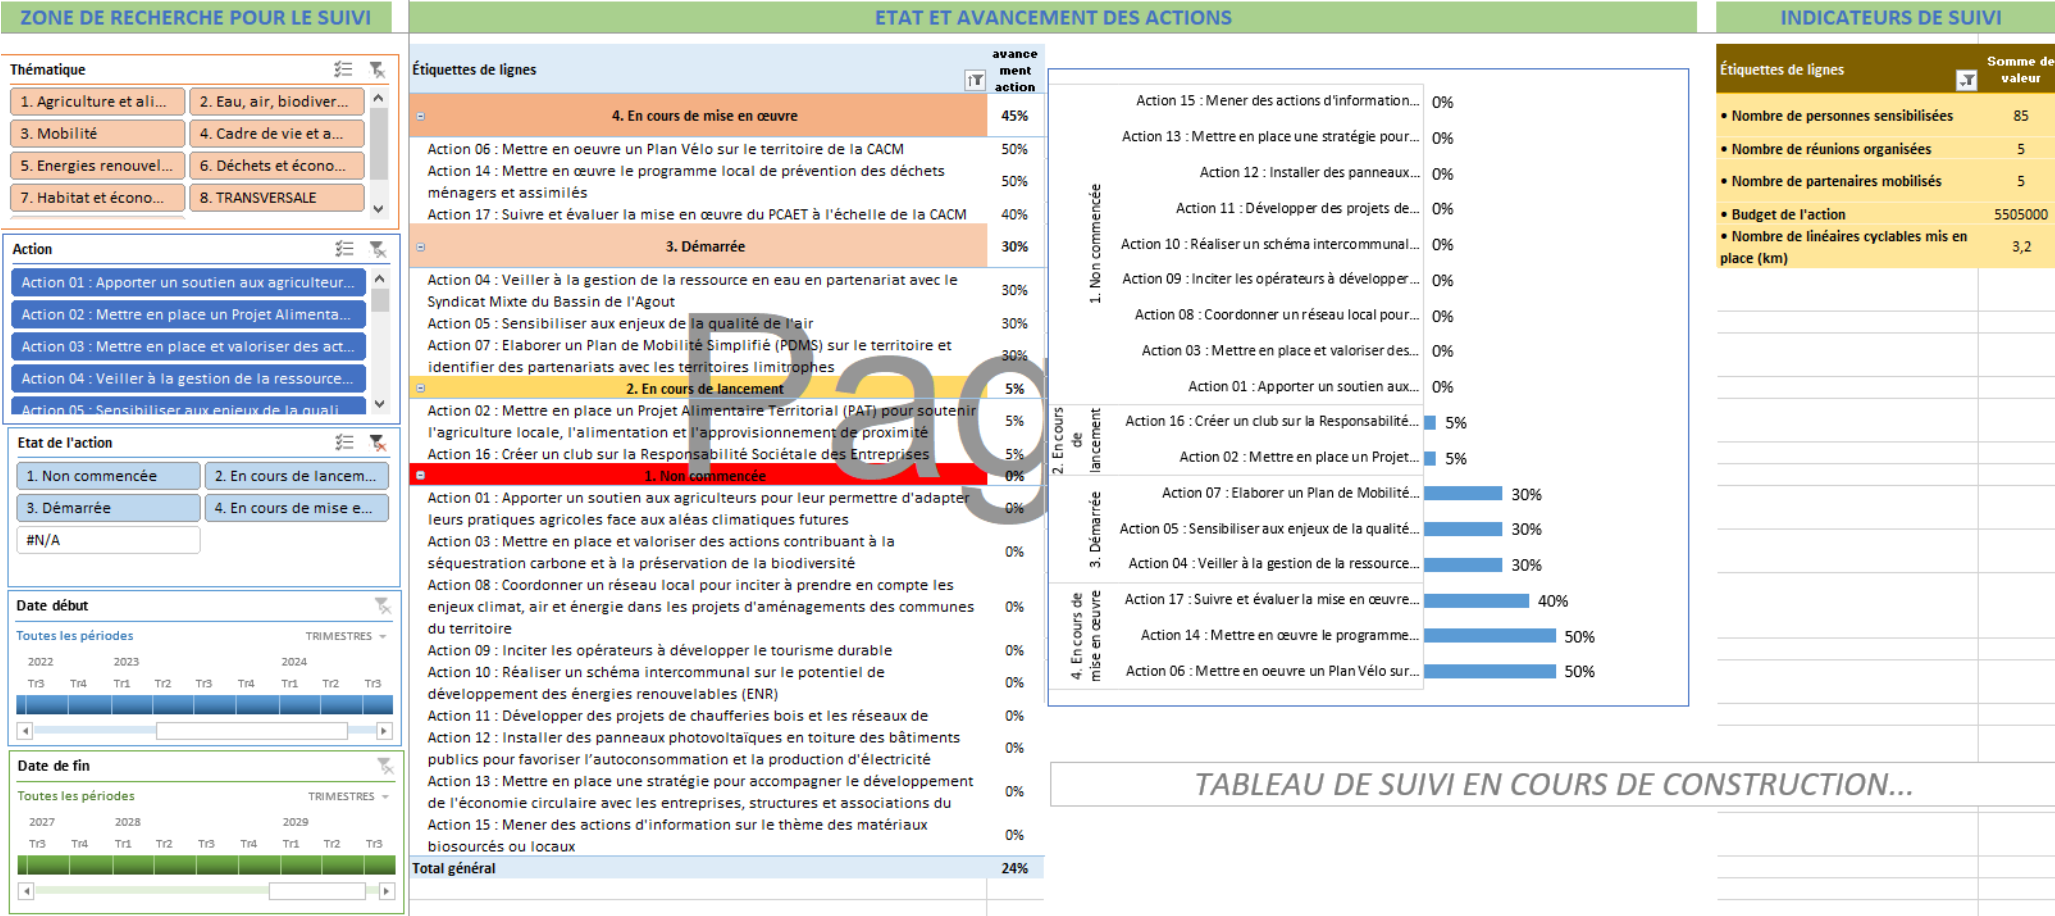 ZONE DE RECHERCHE POUR LE SUIVI
Thématique
1. Agriculture et ali...
2. Eau, air, biodiver...
3. Mobilité
4. Cadre de vie et a...
5. Energies renouvel...
6. Déchets et écono...
7. Habitat et écono...
8. TRANSVERSALE
Action
Action 01 : Apporter un soutien aux agriculteur...
Action 02 : Mettre en place un Projet Alimenta...
Action 03 : Mettre en place et valoriser des act...
Action 04 : Veiller à la gestion de la ressource...
Action 05 : Sensibiliser aux enjeux de la quali
Etat de l'action
1. Non commencée
2. En cours de lancem...
3. Démarrée
4. En cours de mise e...
#N/A
Date début
Toutes les périodes TRIMESTRES
2022 2023 2024
Tr3 Tr4 Tr1 Tr2 Tr3 Tr4 Tr1 Tr2 Tr3
Date de fin
Toutes les périodes TRIMESTRES
2027 2028 2029
Tr3 Tr4 Tr1 Tr2 Tr3 Tr4 Tr1 Tr2 Tr3
ETAT ET AVANCEMENT DES ACTIONS
Étiquettes de lignes
avance
ment
action
4. En cours de mise en œuvre 45%
Action 06 : Mettre en oeuvre un Plan Vélo sur le territoire de la CACM 50%
Action 14 : Mettre en œuvre le programme local de prévention des déchets
ménagers et assimilés 50%
Action 17 : Suivre et évaluer la mise en œuvre du PCAET à l'échelle de la CACM 40%
3. Démarrée 30%
Action 04 : Veiller à la gestion de la ressource en eau en partenariat avec le
Syndicat Mixte du Bassin de l'Agout 30%
Action 05 : Sensibiliser aux enjeux de la qualité de l'air 30%
Action 07 : Elaborer un Plan de Mobilité Simplifié (PDMS) sur le territoire et
identifier des partenariats avec les territoires limitrophes 30%
2. En cours de lancement 5%
Action 02 : Mettre en place un Projet Alimentaire Territorial (PAT) pour soutenir
l'agriculture locale, l'alimentation et l'approvisionnement de proximité 5%
Action 16 : Créer un club sur la Responsabilité Sociétale des Entreprises 5%
1. Non commencée 0%
Action 01 : Apporter un soutien aux agriculteurs pour leur permettre d'adapter
leurs pratiques agricoles face aux aléas climatiques futures 0%
Action 03 : Mettre en place et valoriser des actions contribuant à la
séquestration carbone et à la préservation de la biodiversité 0%
Action 08 : Coordonner un réseau local pour inciter à prendre en compte les
enjeux climat, air et énergie dans les projets d'aménagements des communes 0%
du territoire
Action 09 : Inciter les opérateurs à développer le tourisme durable 0%
Action 10 : Réaliser un schéma intercommunal sur le potentiel de
développement des énergies renouvelables (ENR) 0%
Action 11 : Développer des projets de chaufferies bois et les réseaux de 0%
Action 12 : Installer des panneaux photovoltaïques en toiture des bâtiments
publics pour favoriser l’autoconsommation et la production d'électricité 0%
Action 13 : Mettre en place une stratégie pour accompagner le développement
de l'économie circulaire avec les entreprises, structures et associations du 0%
Action 15 : Mener des actions d'information sur le thème des matériaux
biosourcés ou locaux 0%
Total général 24%
Pag
1. Non commencée
Action 15 : Mener des actions d'information... 0%
Action 13 : Mettre en place une stratégie pour... 0%
Action 12 : Installer des panneaux... 0%
Action 11 : Développer des projets de... 0%
Action 10 : Réaliser un schéma intercommunal... 0%
Action 09 : Inciter les opérateurs à développer... 0%
Action 08 : Coordonner un réseau local pour... 0%
Action 03 : Mettre en place et valoriser des... 0%
Action 01 : Apporter un soutien aux... 0%
2. En cours
de
lancement
Action 16 : Créer un club sur la Responsabilité... 5%
Action 02 : Mettre en place un Projet... 5%
3. Démarrée
Action 07 : Elaborer un Plan de Mobilité... 30%
Action 05 : Sensibiliser aux enjeux de la qualité... 30%
Action 04 : Veiller à la gestion de la ressource... 30%
4. En cours de
mise en œuvre
Action 17 : Suivre et évaluer la mise en œuvre... 40%
Action 14 : Mettre en œuvre le programme... 50%
Action 06 : Mettre en oeuvre un Plan Vélo sur... 50%
TABLEAU DE SUIVI EN COURS DE CONSTRUCTION...
INDICATEURS DE SUIVI
Étiquettes de lignes
Somme de
valeur
• Nombre de personnes sensibilisées 85
• Nombre de réunions organisées 5
• Nombre de partenaires mobilisés 5
• Budget de l'action 5505000
• Nombre de linéaires cyclables mis en
place (km) 3,2